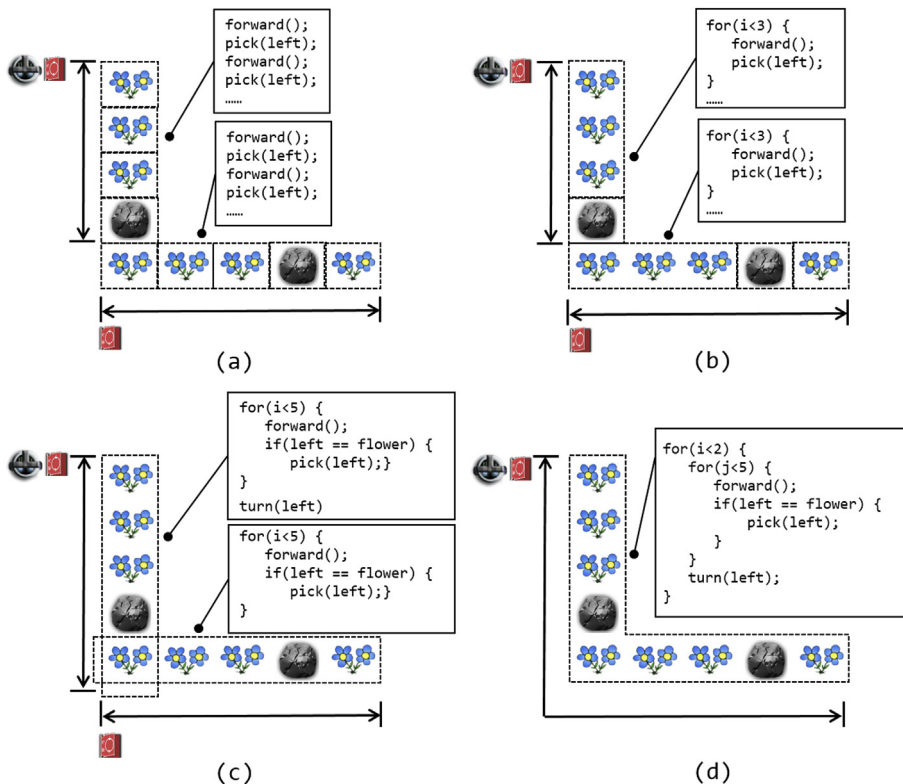 forward();
pick(left);
forward();
pick(left);
……
forward();
pick(left);
forward();
pick(left);
……
(a)
for(i<3) {
forward();
pick(left);
}
……
for(i<3) {
forward();
pick(left);
}
……
(b)
for(i<5) {
forward();
if(left == flower) {
pick(left);}
}
turn(left)
for(i<5) {
forward();
if(left == flower) {
pick(left);}
}
(c)
for(i<2) {
for(j<5) {
forward();
if(left == flower) {
pick(left);
}
}
turn(left);
}
(d)